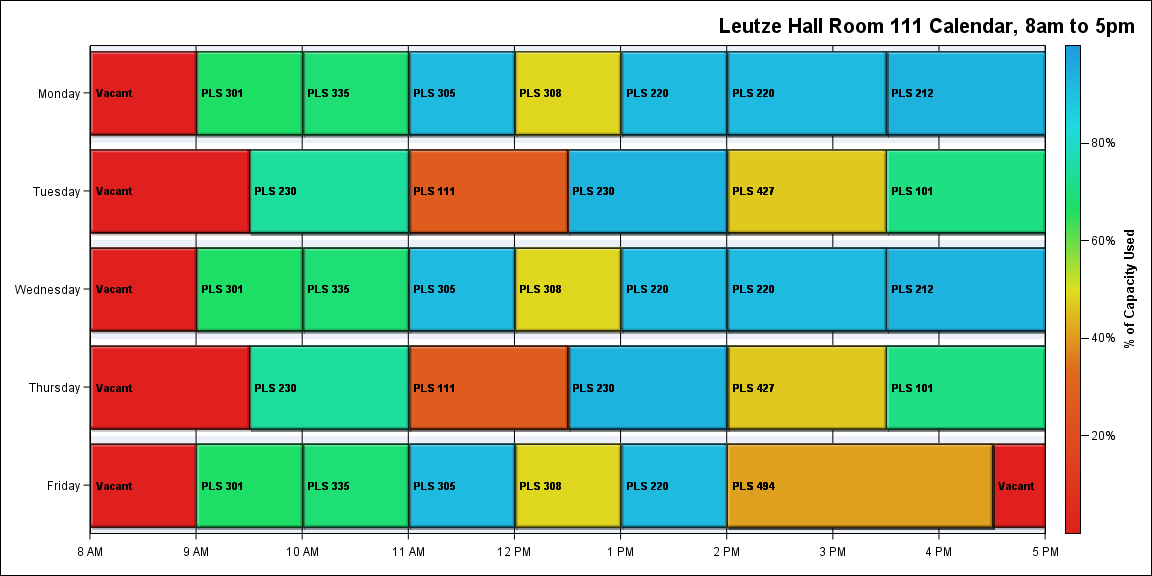 Leutze Hall Room 111 Calendar, 8am to 5pm
Monday
Vacant
PLS 301
PLS 335
PLS 305
PLS 308
PLS 220
PLS 220
PLS 212
Tuesday
Vacant
PLS 230
PLS 111
PLS 230
PLS 427
PLS 101
Wednesday
Vacant
PLS 301
PLS 335
PLS 305
PLS 308
PLS 220
PLS 220
PLS 212
Thursday
Vacant
PLS 230
PLS 111
PLS 230
PLS 427
PLS 101
Friday
Vacant
PLS 301
PLS 335
PLS 305
PLS 308
PLS 220
PLS 494
Vacant
8 AM
9 AM
10 AM
11 AM
12 PM
1 PM
2 PM
3 PM
4 PM
5 PM
80%
60%
40%
20%
% of Capacity Used